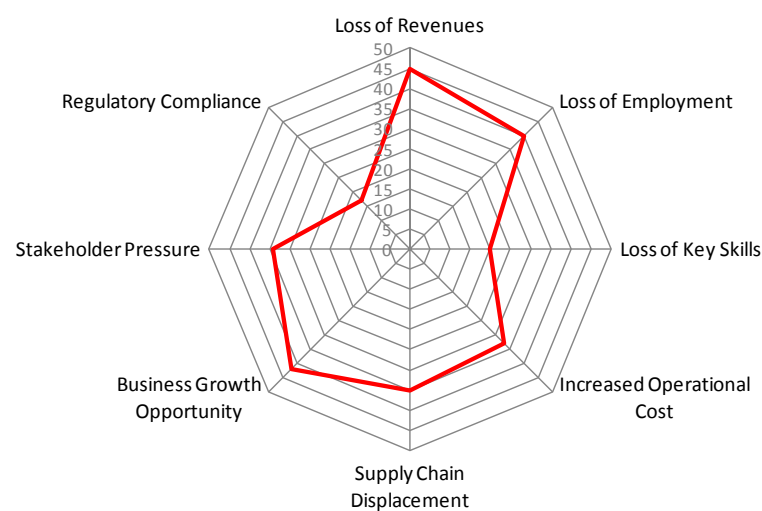 Loss of Revenues
50
45
40
35
30
25
20
15
10
5
0
Regulatory Compliance
Loss of Employment
Stakeholder Pressure
Loss of Key Skills
Business Growth
Opportunity
Increased Operational
Cost
Supply Chain
Displacement